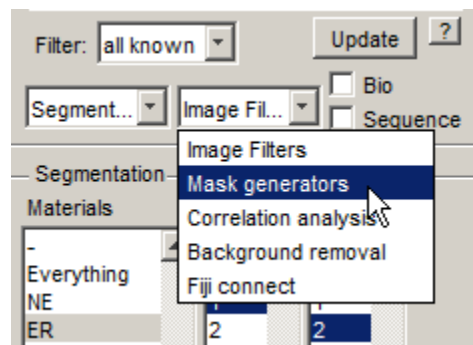 Filter: all known Update ?
Bio
Segment... Image Fil... Sequence
Image Filters
Segmentation
Mask generators
Materials
Correlation analysis
-
Background removal
Everything
Fiji connect
NE
ER 2 2